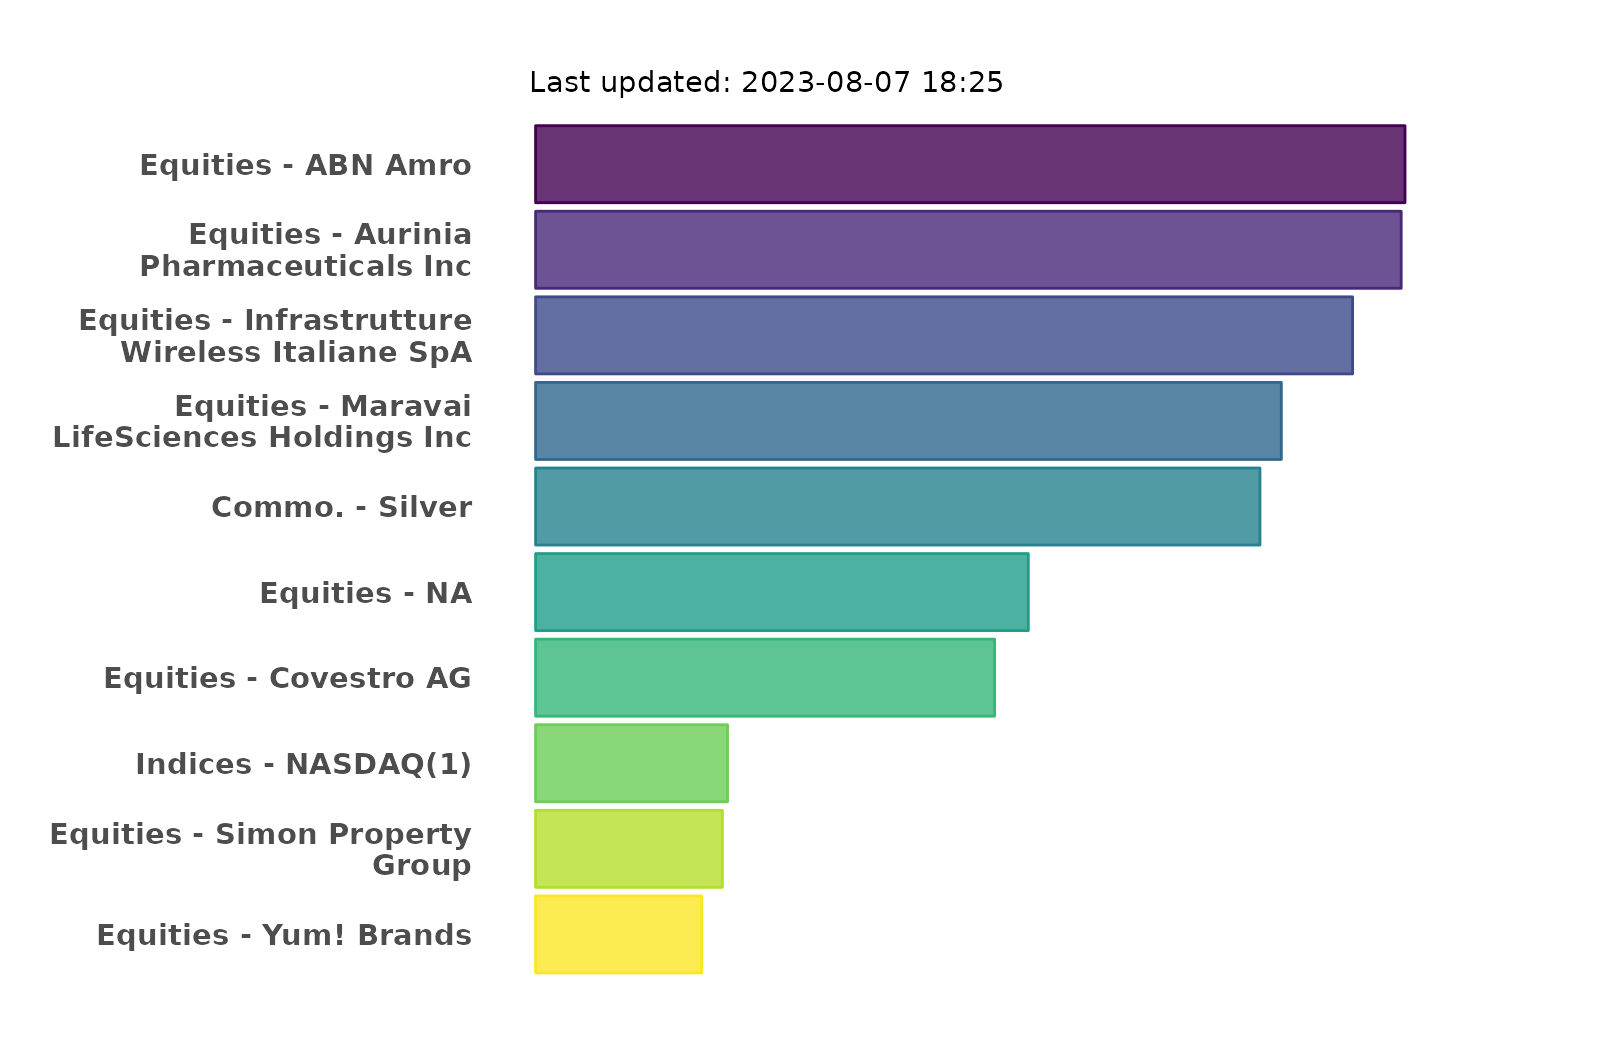 Last updated: 2023-08-07 18:25
Equities - ABN Amro
Equities - Aurinia
Pharmaceuticals Inc
Equities - Infrastrutture
Wireless Italiane SpA
Equities - Maravai
LifeSciences Holdings Inc
Commo. - Silver
Equities - NA
Equities - Covestro AG
Indices - NASDAQ(1)
Equities - Simon Property
Group
Equities - Yum! Brands